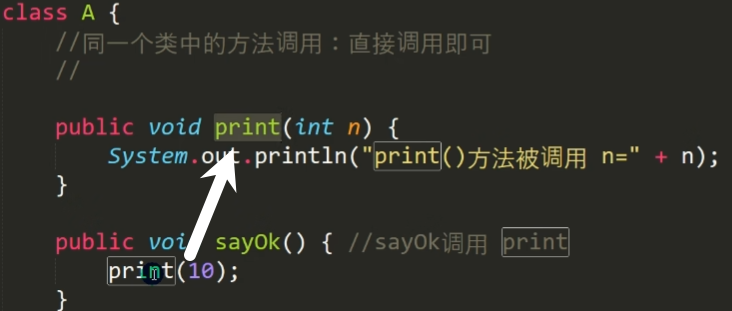 class A {
//同一个类中的方法调用：直接调用即可
//
public void print(int n) {
System.out.println("print()方法被调用 n=" + n);
}
public void sayOk() { //sayOk调用 print
print(10);
}